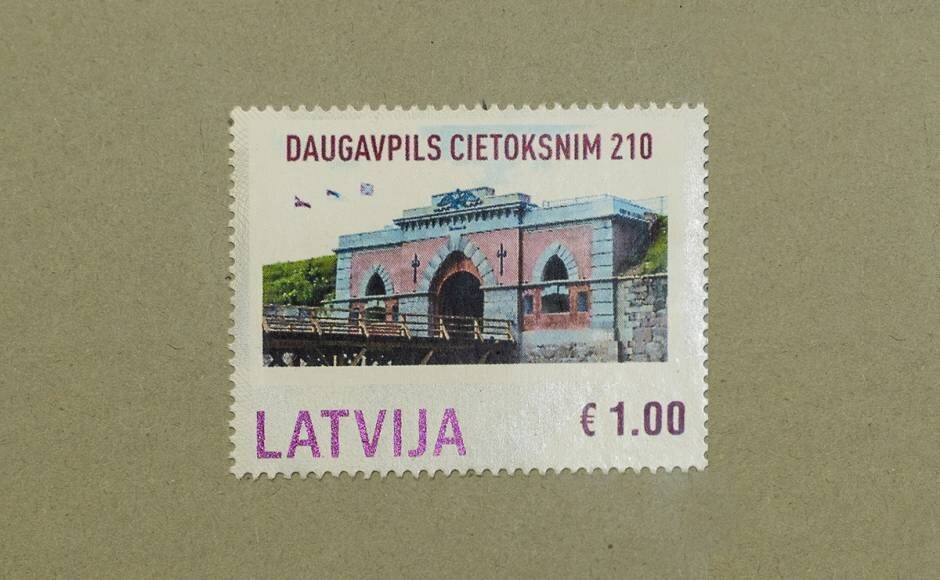 DAUGAVPILS CIETOKSNIM 210
LATVIJA
€ 1.00